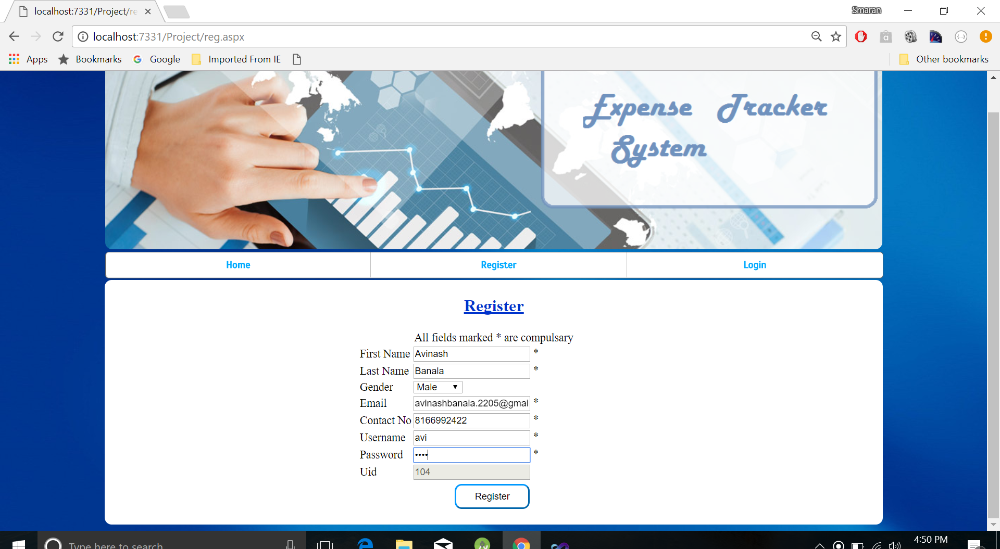 localhost:7331/Project/re
Smaran
localhost:7331/Project/reg.aspx
Apps
Bookmarks
Google
Imported From IE
Other bookmarks
Expense Tracker
System
Home
Register
Login
Register
All fields marked * are compulsary
First Name Avinash *
Last Name Banala *
Gender Male
Email avinashbanala.2205@gmai *
Contact No 8166992422 *
Username avi *
Password •••• *
Uid 104
Register
Type here to search
4:50 PM